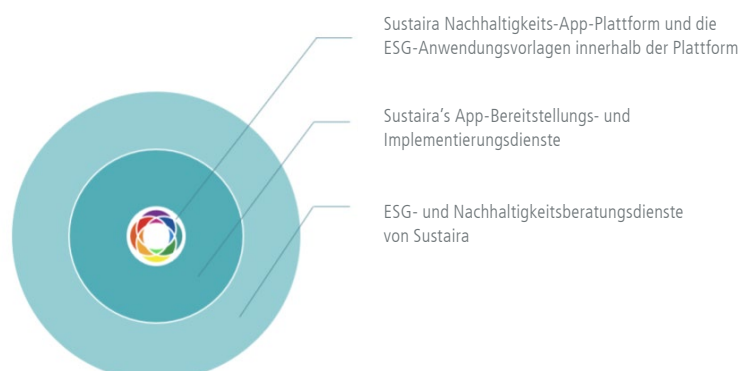 Sustaira Nachhaltigkeits-App-Plattform und die
ESG-Anwendungsvorlagen innerhalb der Plattform
Sustaira’s App-Bereitstellungs- und
Implementierungsdienste
ESG- und Nachhaltigkeitsberatungsdienste
von Sustaira